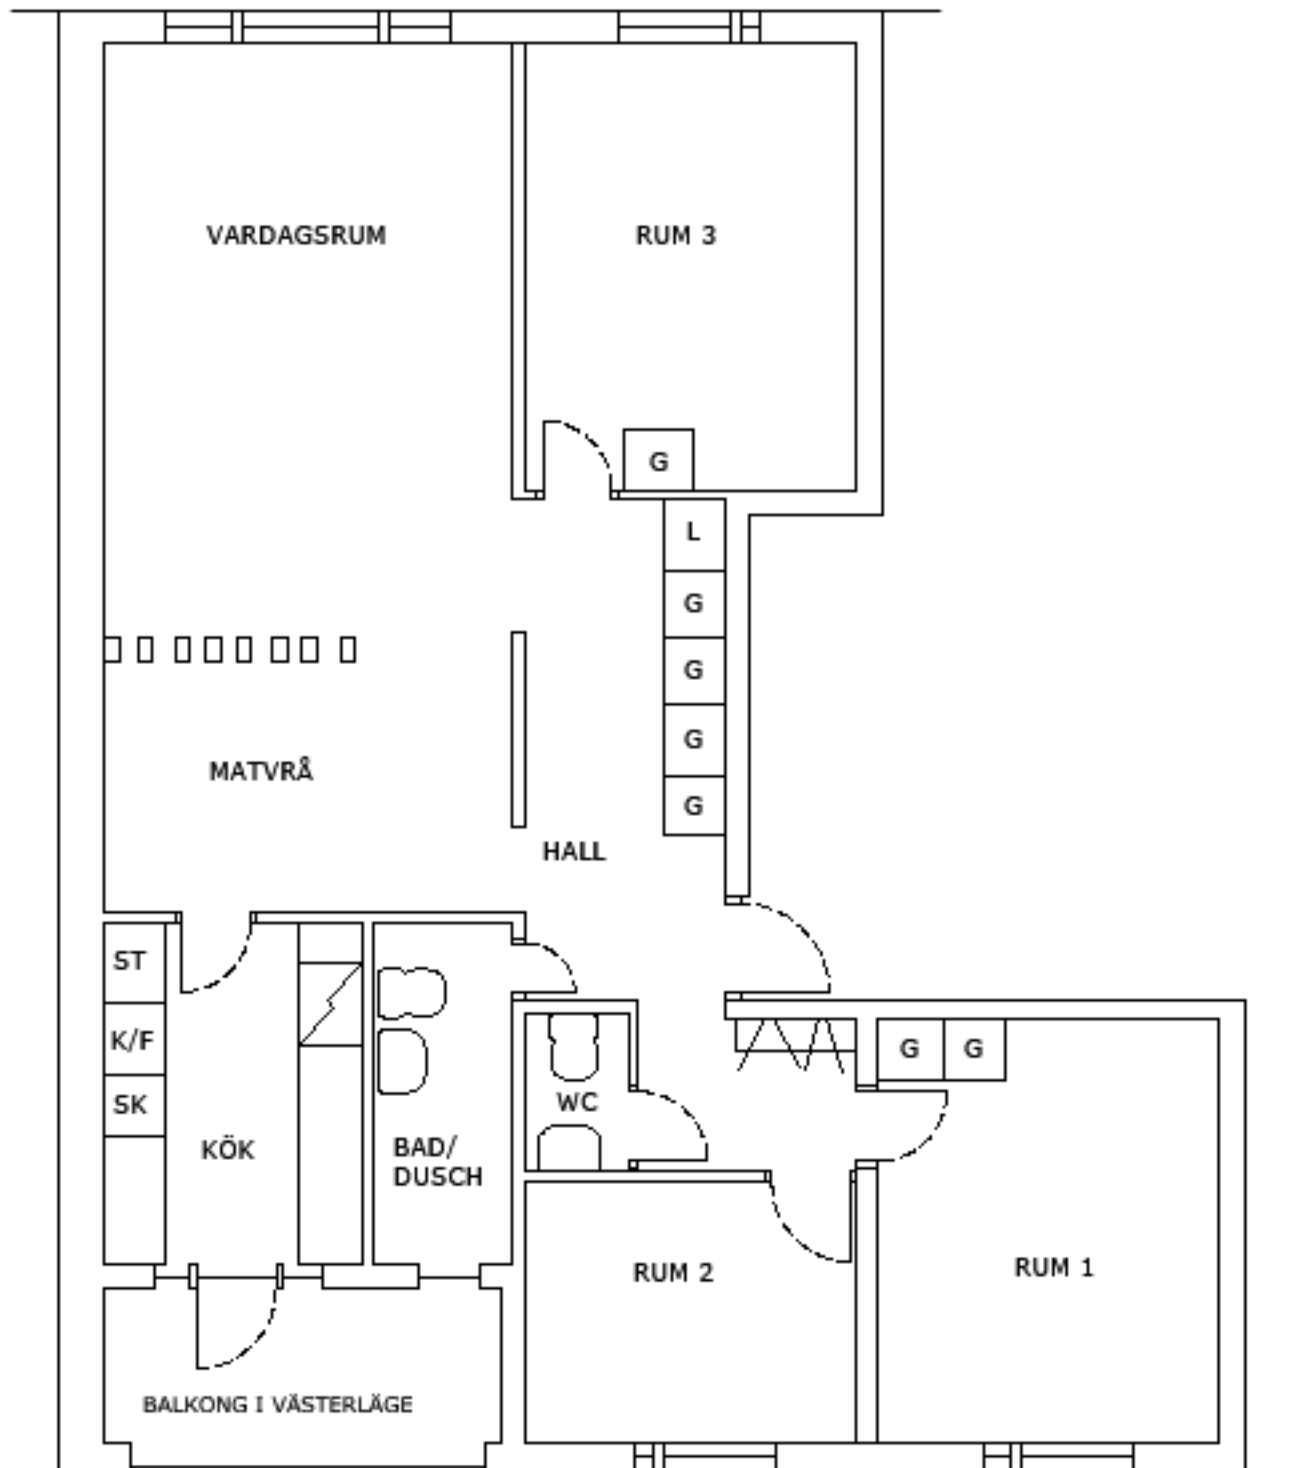 VARDAGSRUM
RUM 3
G
L
G
G
G
G
MATVRÅ
HALL
ST
K/F
SK
KÖK
BAD/
DUSCH
WC
G G
RUM 2
RUM 1
BALKONG I VÄSTERLÄGE